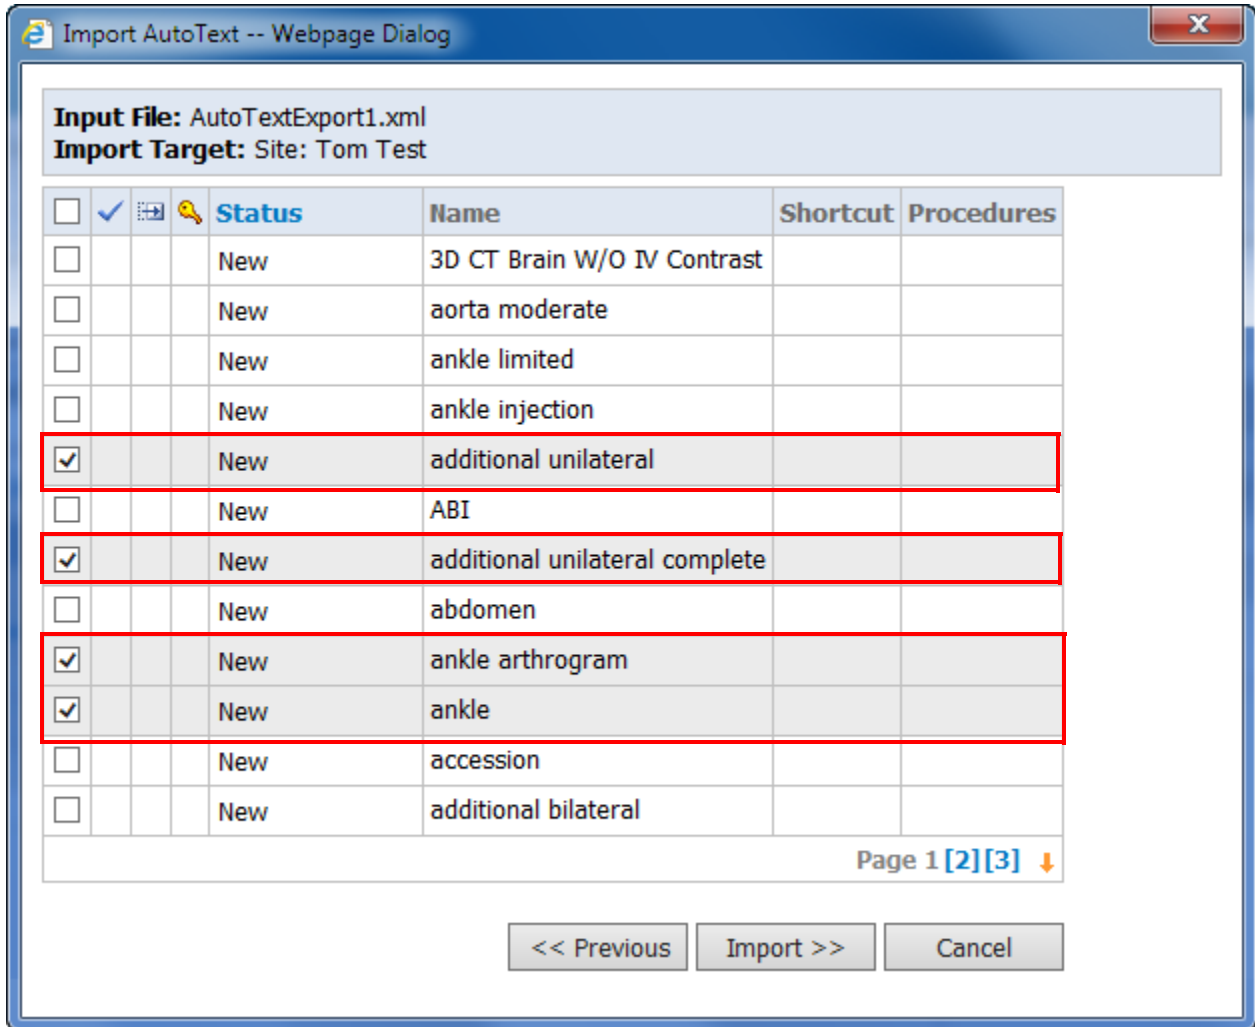 Import AutoText -- Webpage Dialog
X
Input File: AutoTextExport1.xml
Import Target: Site: Tom Test
Status Name Shortcut Procedures
New 3D CT Brain W/O IV Contrast
New aorta moderate
New ankle limited
New ankle injection
New additional unilateral
New ABI
New additional unilateral complete
New abdomen
New ankle arthrogram
New ankle
New accession
New additional bilateral
Page 1 [2][3]
<< Previous Import >> Cancel